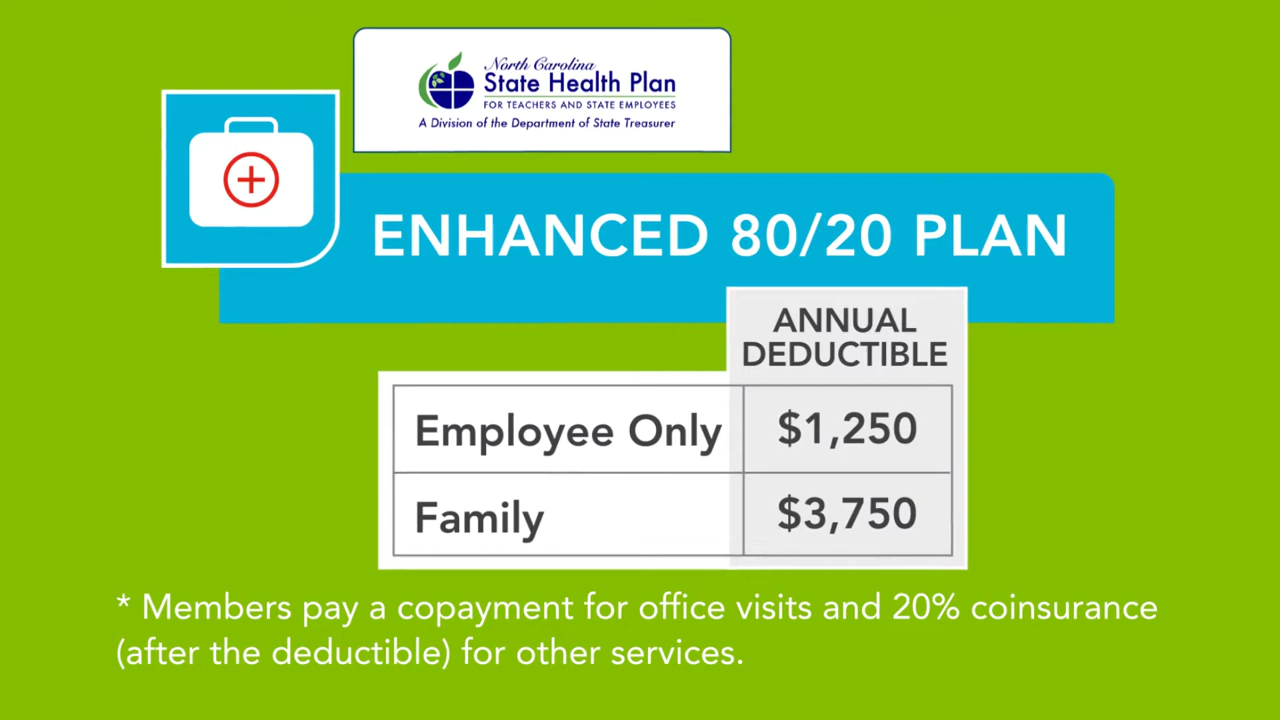 North Carolina
State Health Plan
FOR TEACHERS AND STATE EMPLOYEES
A Division of the Department of State Treasurer
ENHANCED 80/20 PLAN
ANNUAL
DEDUCTIBLE
Employee Only $1,250
Family $3,750
* Members pay a copayment for office visits and 20% coinsurance
(after the deductible) for other services.